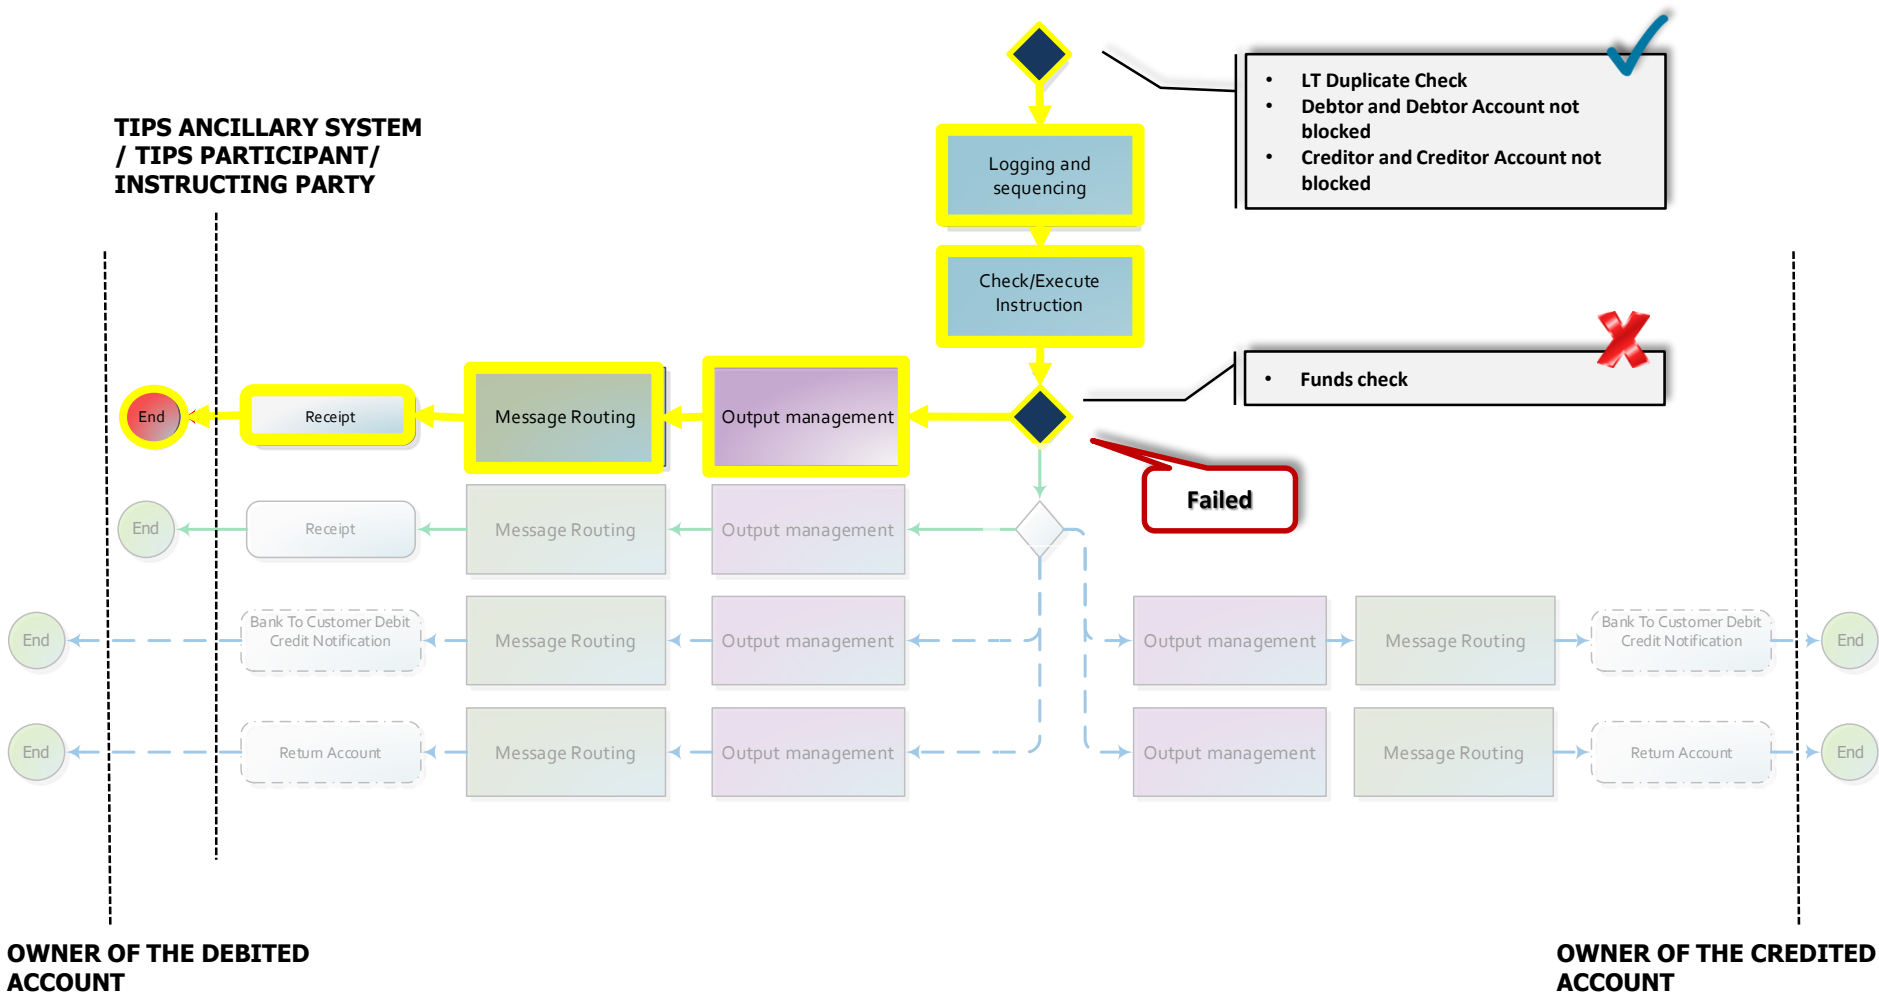 • LT Duplicate Check
• Debtor and Debtor Account not
blocked
• Creditor and Creditor Account not
blocked
TIPS ANCILLARY SYSTEM
/ TIPS PARTICIPANT/
INSTRUCTING PARTY
Logging and
sequencing
Check/Execute
Instruction
• Funds check
End
Receipt
Message Routing
Output management
Failed
End
Receipt
Message Routing
Output management
End
Bank To Customer Debit
Credit Notification
Message Routing
Output management
Output management
Message Routing
Bank To Customer Debit
Credit Notification
End
End
Return Account
Message Routing
Output management
Output management
Message Routing
Return Account
End
OWNER OF THE DEBITED
ACCOUNT
OWNER OF THE CREDITED
ACCOUNT